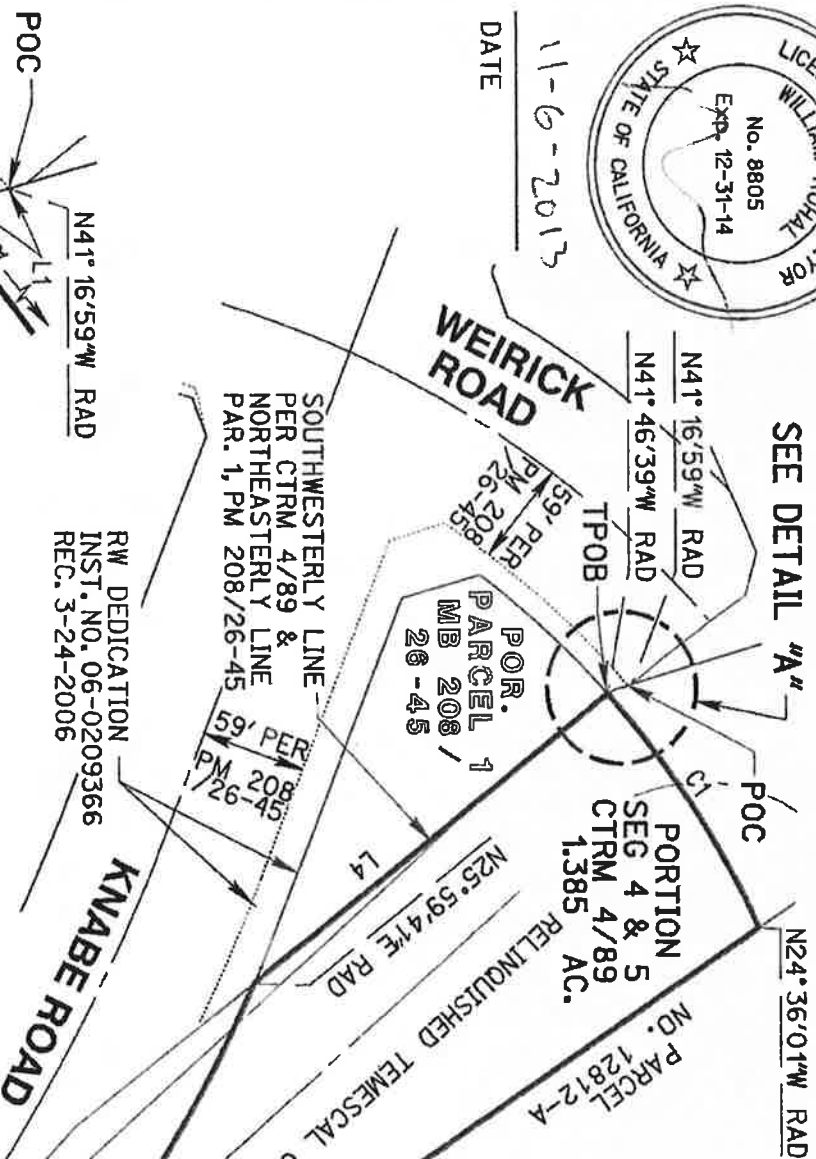 LICE
WILLIAM
No. 8805
Exp. 12-31-14
STATE OF CALIFORNIA
11-6-2013
DATE
SEE DETAIL "A"
N41°16'59"W RAD
N41°46'39"W RAD
TPOB
POC
N24°36'01"W RAD
WEIRICK
ROAD
59' PER
PM 208
/26-45
C1
PORTION
SEG 4 & 5
CTRM 4/89
1.385 AC.
PARCEL
NO. 12812-A
POR.
PARCEL 1
MB 208/
26-45
SOUTHWESTERLY LINE
PER CTRM 4/89 &
NORTHEASTERLY LINE
PAR. 1, PM 208/26-45
L4
N25°59'41"E RAD
RELINQUISHED TEMESCAL
59' PER
PM 208
/26-45
RW DEDICATION
INST. NO. 06-0209366
REC. 3-24-2006
KNABE ROAD
POC
L1
N41°16'59"W RAD